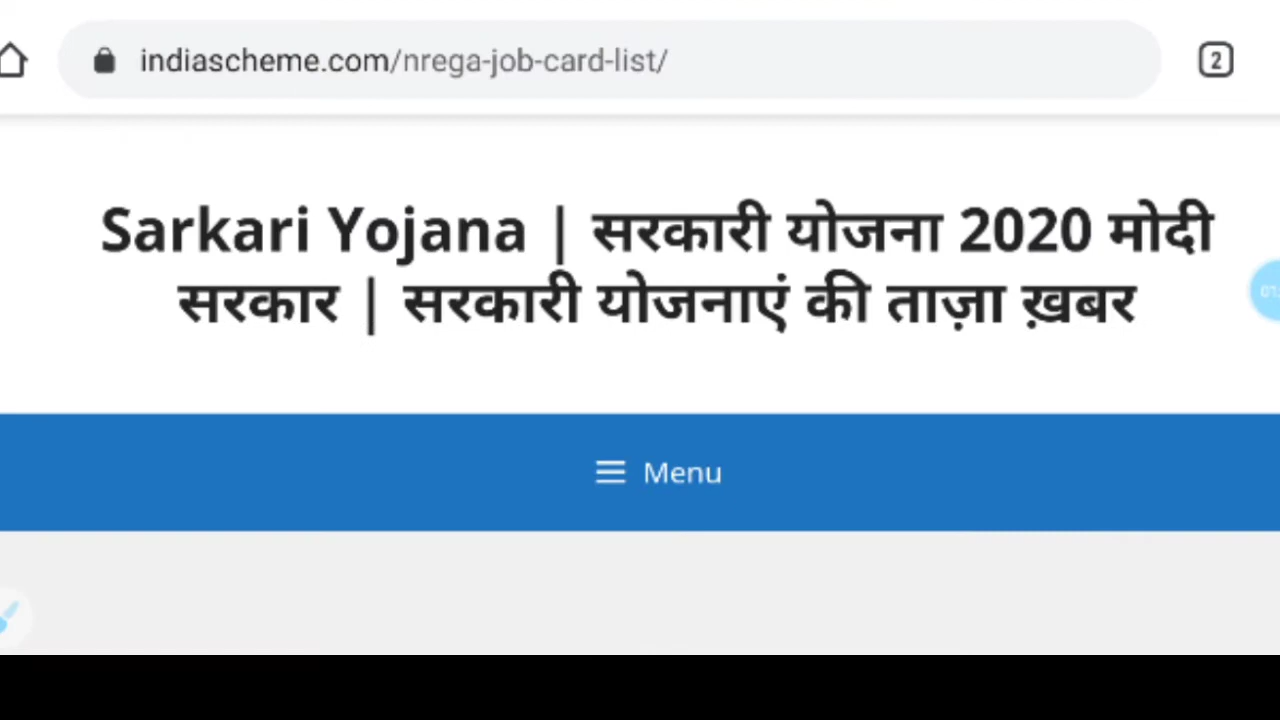 indiascheme.com/nrega-job-card-list/
2
Sarkari Yojana | सरकारी योजना 2020 मोदी
सरकार | सरकारी योजनाएं की ताज़ा ख़बर
Menu